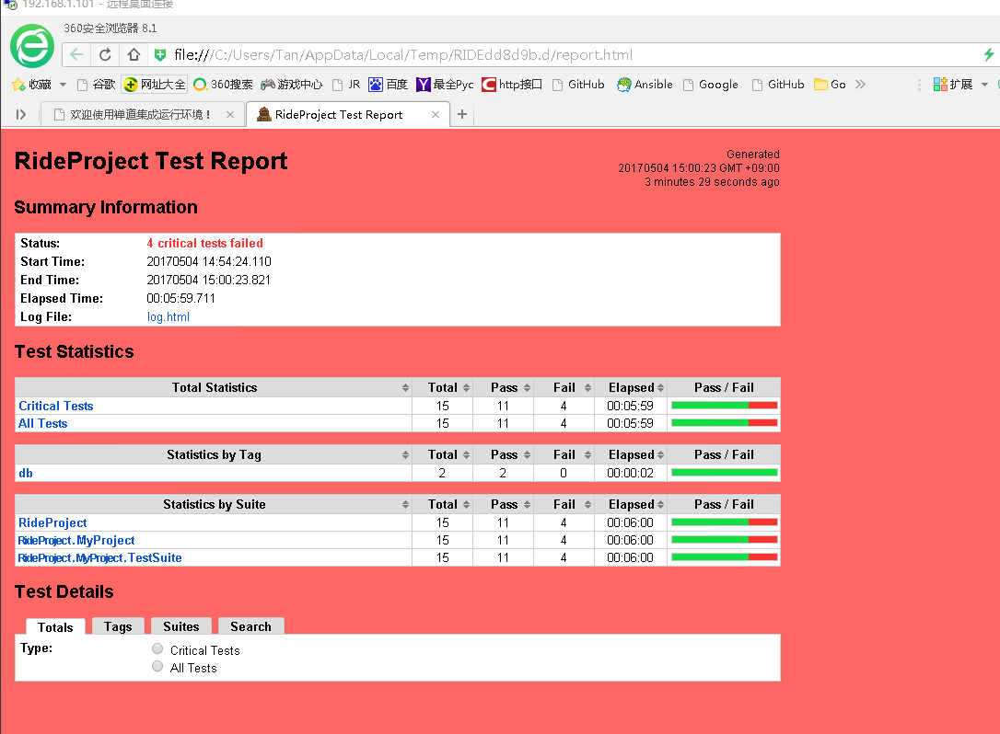 192.168.1.101 - 远程桌面连接
360安全浏览器 8.1
file://C:/Users/Tan/AppData/Local/Temp/RIDEdd8d9b.d/report.html
收藏 谷歌 网址大全 360搜索 游戏中心 JR 百度 最全Pyc http接口 GitHub Ansible Google GitHub Go >> 扩展
欢迎使用禅道集成运行环境！ × RideProject Test Report × +
RideProject Test Report
Generated
20170504 15:00:23 GMT +09:00
3 minutes 29 seconds ago
Summary Information
Status: 4 critical tests failed
Start Time: 20170504 14:54:24.110
End Time: 20170504 15:00:23.821
Elapsed Time: 00:05:59.711
Log File: log.html
Test Statistics
Total Statistics Total Pass Fail Elapsed Pass / Fail
Critical Tests 15 11 4 00:05:59
All Tests 15 11 4 00:05:59
Statistics by Tag Total Pass Fail Elapsed Pass / Fail
db 2 2 0 00:00:02
Statistics by Suite Total Pass Fail Elapsed Pass / Fail
RideProject 15 11 4 00:06:00
RideProject.MyProject 15 11 4 00:06:00
RideProject.MyProject.TestSuite 15 11 4 00:06:00
Test Details
Totals Tags Suites Search
Type: Critical Tests
All Tests